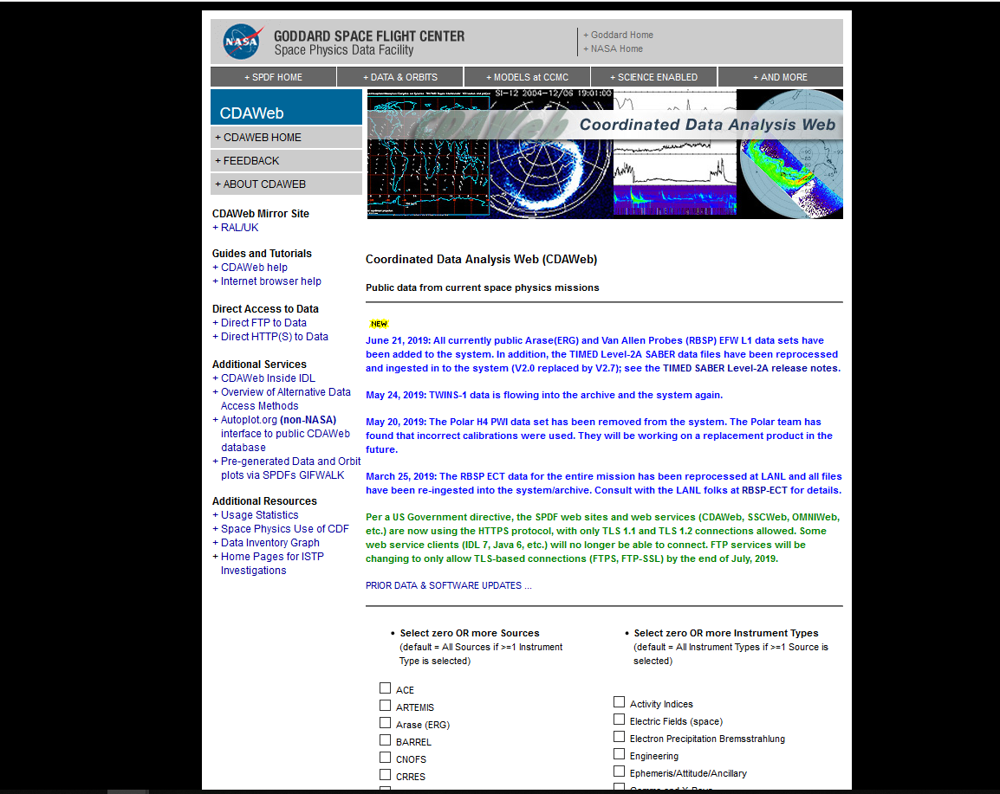 NASA
GODDARD SPACE FLIGHT CENTER
Space Physics Data Facility
+ Goddard Home
+ NASA Home
+ SPDF HOME
+ DATA & ORBITS
+ MODELS at CCMC
+ SCIENCE ENABLED
+ AND MORE
CDAWeb
+ CDAWEB HOME
+ FEEDBACK
+ ABOUT CDAWEB
SI-12 2004-12/06 19:01:00
CDAWeb
Coordinated Data Analysis Web
CDAWeb Mirror Site
+ RAL/UK
Guides and Tutorials
+ CDAWeb help
+ Internet browser help
Direct Access to Data
+ Direct FTP to Data
+ Direct HTTP(S) to Data
Additional Services
+ CDAWeb Inside IDL
+ Overview of Alternative Data
Access Methods
+ Autoplot.org (non-NASA)
interface to public CDAWeb
database
+ Pre-generated Data and Orbit
plots via SPDFs GIFWALK
Additional Resources
+ Usage Statistics
+ Space Physics Use of CDF
+ Data Inventory Graph
+ Home Pages for ISTP
Investigations
Coordinated Data Analysis Web (CDAWeb)
Public data from current space physics missions
NEW
June 21, 2019: All currently public Arase(ERG) and Van Allen Probes (RBSP) EFW L1 data sets have
been added to the system. In addition, the TIMED Level-2A SABER data files have been reprocessed
and ingested in to the system (V2.0 replaced by V2.7); see the TIMED SABER Level-2A release notes.
May 24, 2019: TWINS-1 data is flowing into the archive and the system again.
May 20, 2019: The Polar H4 PWI data set has been removed from the system. The Polar team has
found that incorrect calibrations were used. They will be working on a replacement product in the
future.
March 25, 2019: The RBSP ECT data for the entire mission has been reprocessed at LANL and all files
have been re-ingested into the system/archive. Consult with the LANL folks at RBSP-ECT for details.
Per a US Government directive, the SPDF web sites and web services (CDAWeb, SSCWeb, OMNIWeb,
etc.) are now using the HTTPS protocol, with only TLS 1.1 and TLS 1.2 connections allowed. Some
web service clients (IDL 7, Java 6, etc.) will no longer be able to connect. FTP services will be
changing to only allow TLS-based connections (FTPS, FTP-SSL) by the end of July, 2019.
PRIOR DATA & SOFTWARE UPDATES ...
• Select zero OR more Sources
(default = All Sources if >=1 Instrument
Type is selected)
ACE
ARTEMIS
Arase (ERG)
BARREL
CNOFS
CRRES
• Select zero OR more Instrument Types
(default = All Instrument Types if >=1 Source is
selected)
Activity Indices
Electric Fields (space)
Electron Precipitation Bremsstrahlung
Engineering
Ephemeris/Attitude/Ancillary